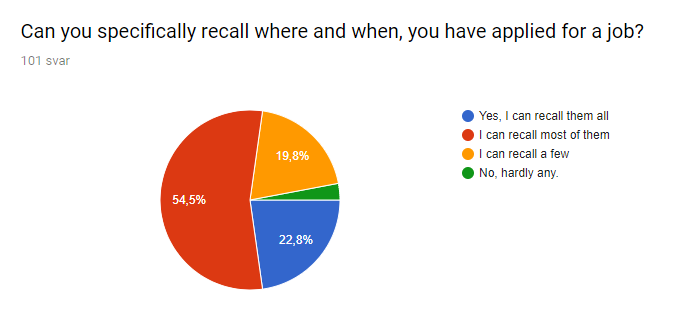 Can you specifically recall where and when, you have applied for a job?
101 svar
Yes, I can recall them all
I can recall most of them
I can recall a few
No, hardly any.
19,8%
54,5%
22,8%